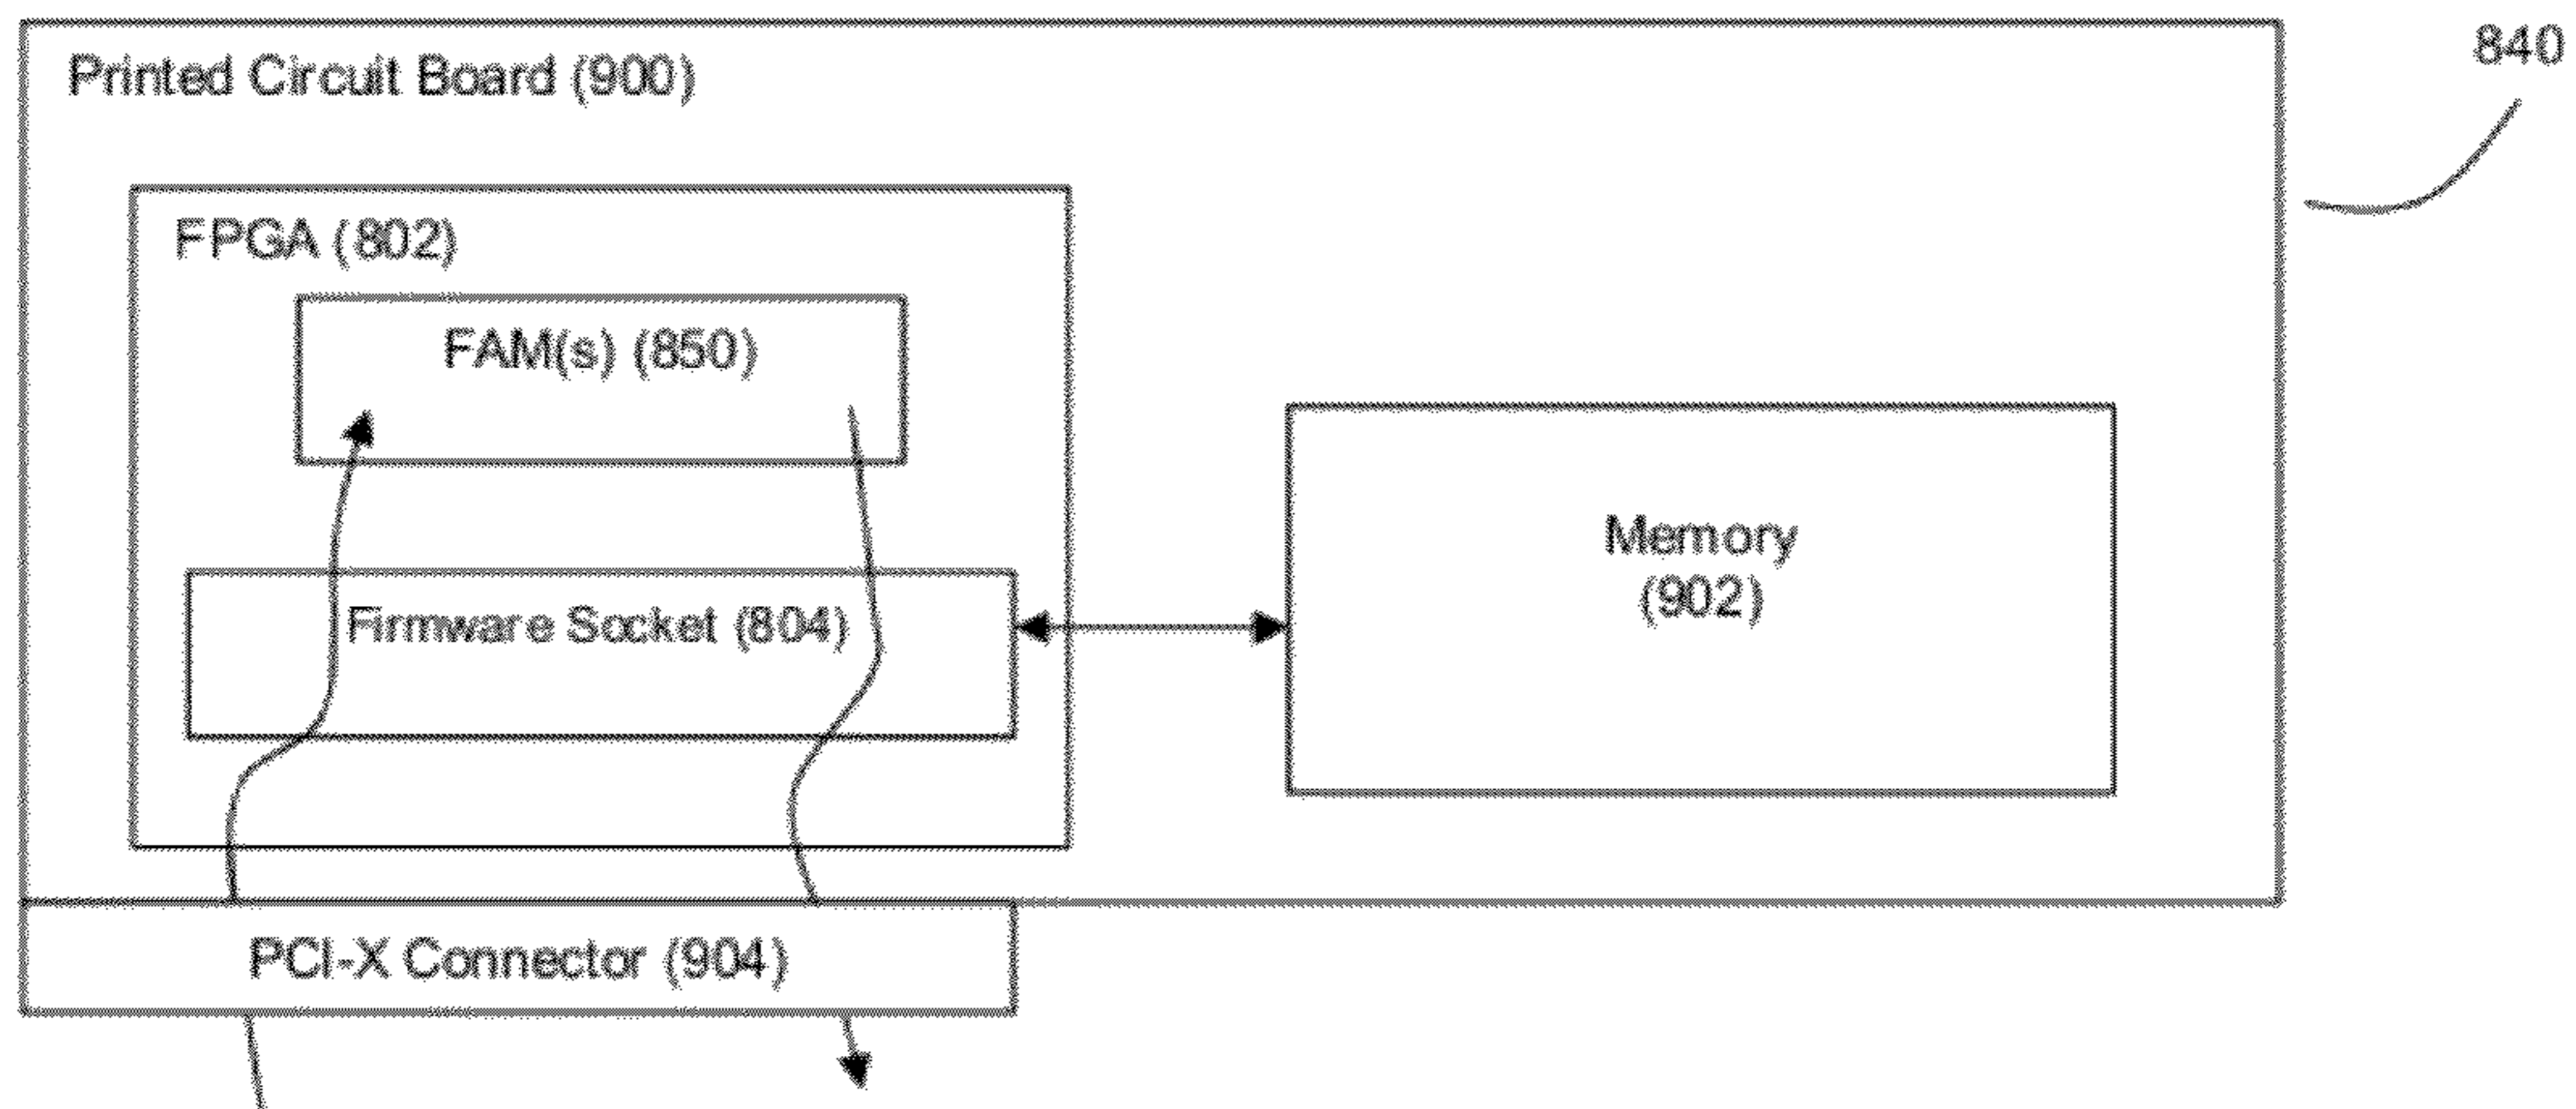 Printed Circuit Board (900)
840
FPGA (802)
FAM(s) (850)
Memory
(902)
Firmware Socket (804)
PCI-X Connector (904)